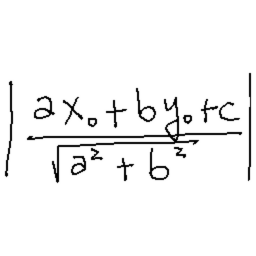 | (ax₀ + by₀ + c) / √(a² + b²) |